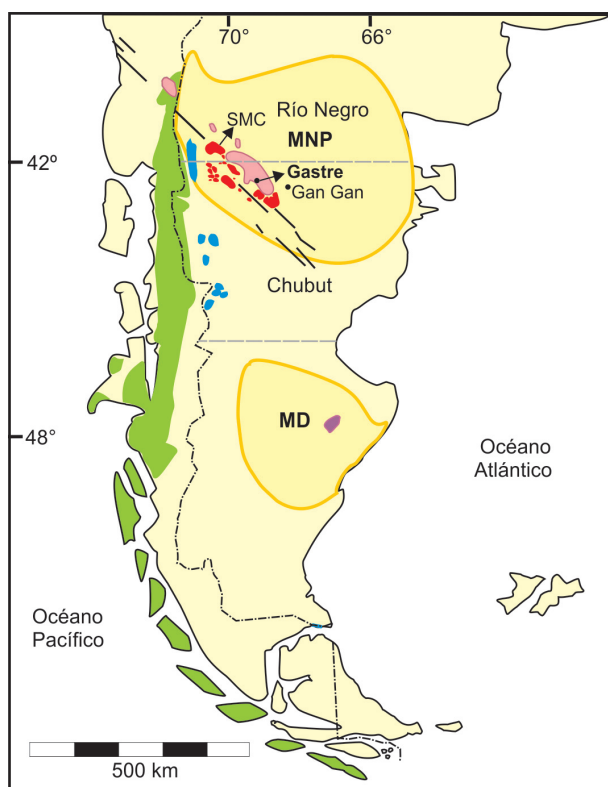 70°
66°
Río Negro
SMC
MNP
42°
Gastre
Gan Gan
Chubut
MD
48°
Océano
Atlántico
Océano
Pacífico
500 km